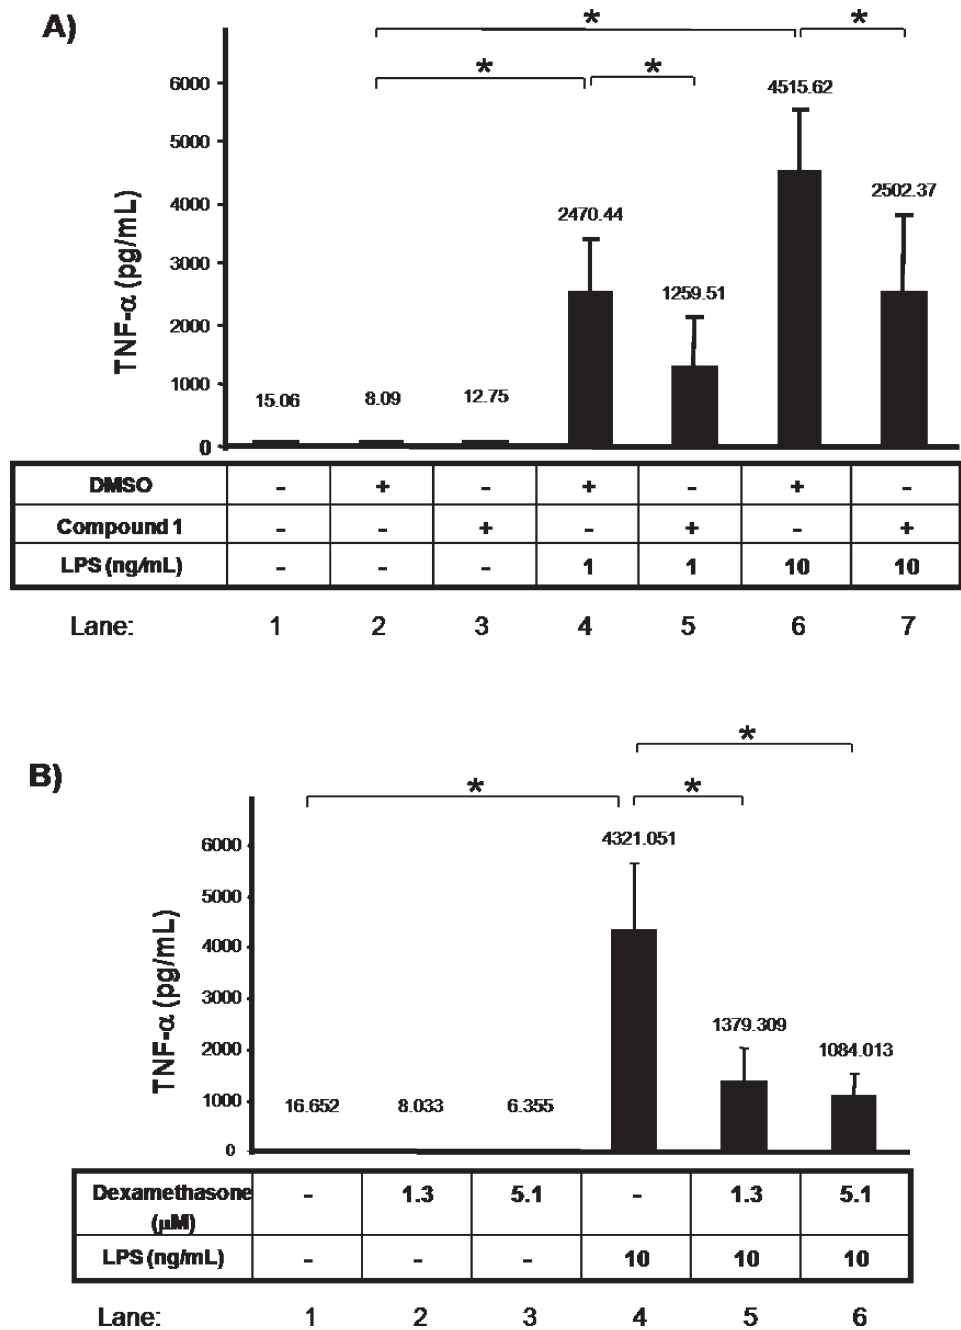 A)
* *
* *
6000 4515.62
5000
4000 2470.44 2502.37
3000 1259.51
2000
1000 15.06 8.09 12.75
0
TNF-α (pg/mL)
DMSO - + - + - + -
Compound 1 - - + - + - +
LPS (ng/mL) - - - 1 1 10 10
Lane: 1 2 3 4 5 6 7
*
B)
* *
6000 4321.051
5000
4000
3000
2000 1379.309 1084.013
1000 16.652 8.033 6.355
0
TNF-α (pg/mL)
Dexamethasone - 1.3 5.1 - 1.3 5.1
(μM)
LPS (ng/mL) - - - 10 10 10
Lane: 1 2 3 4 5 6